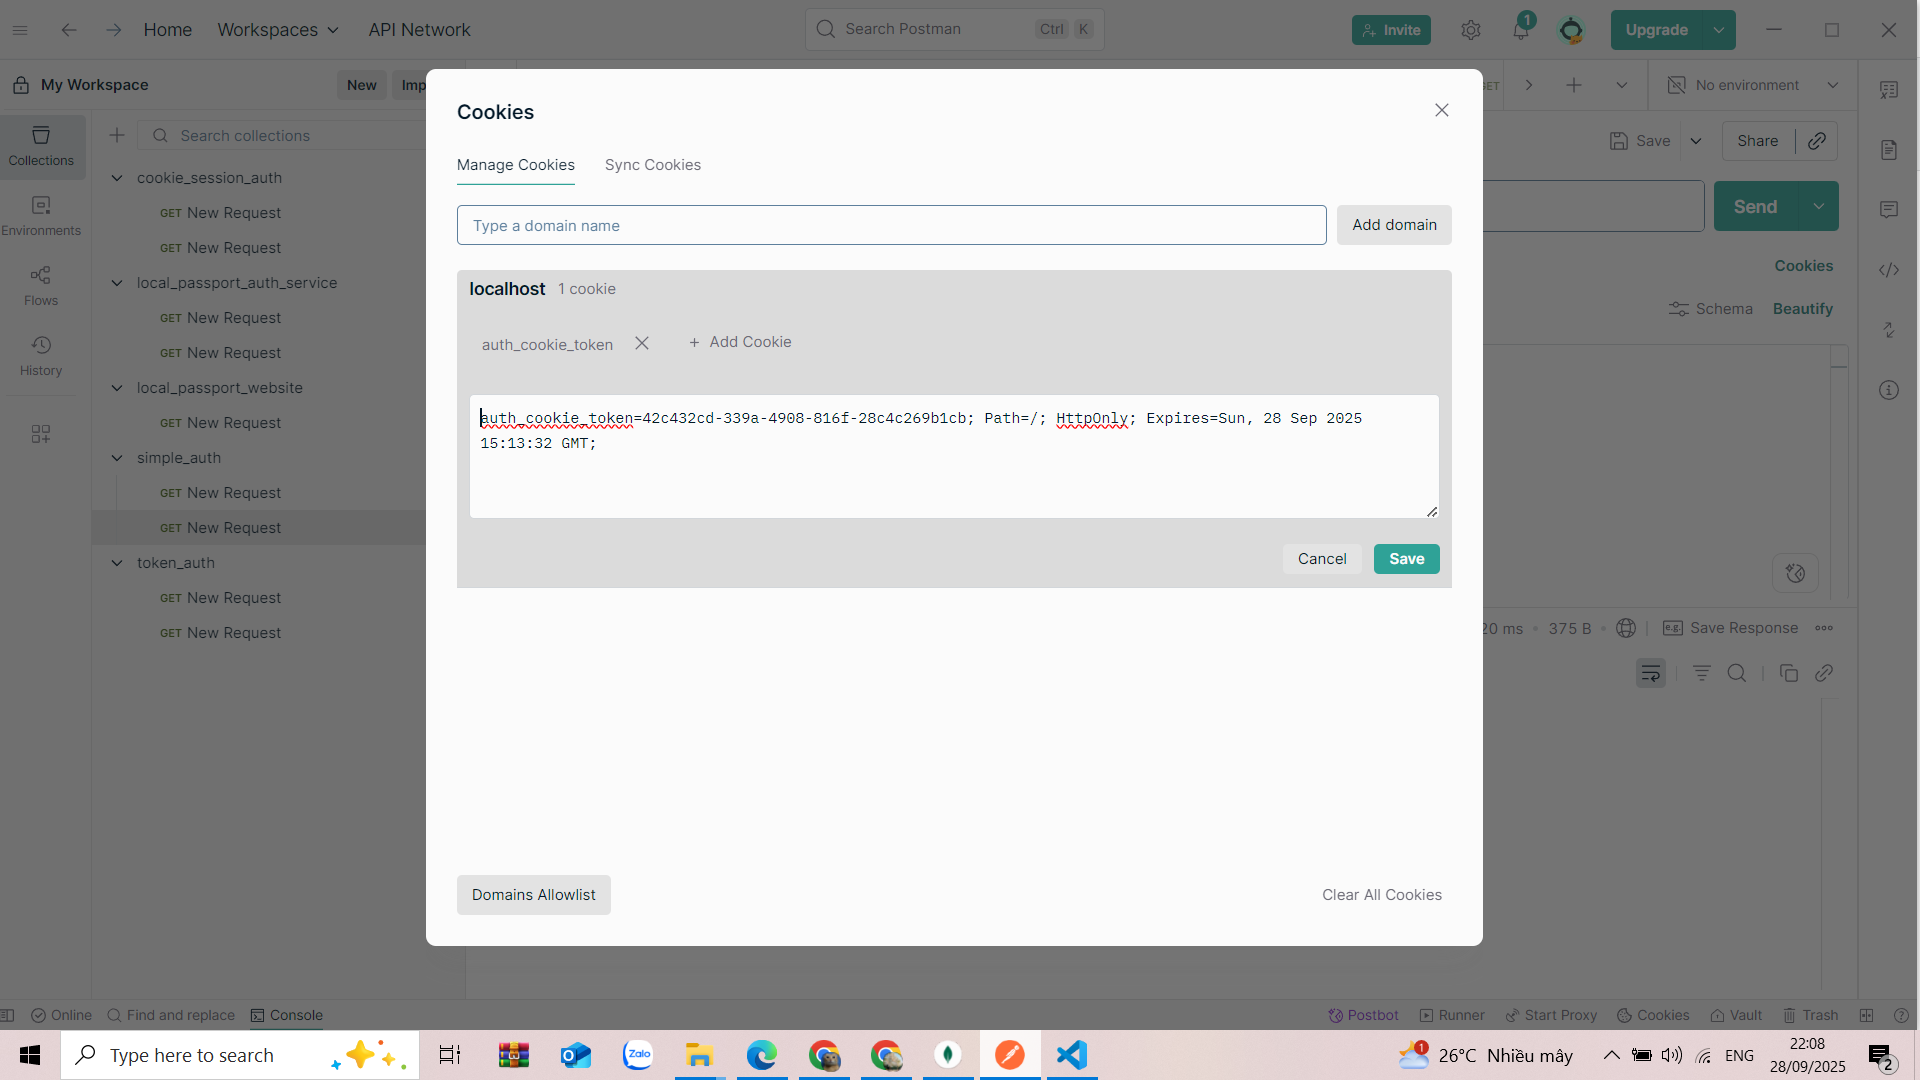 Home
Workspaces
API Network
Search Postman
Ctrl
K
Invite
1
Upgrade
My Workspace
New
Imp
GET
No environment
Collections
Environments
Flows
History
Search collections
cookie_session_auth
GET New Request
GET New Request
local_passport_auth_service
GET New Request
GET New Request
local_passport_website
GET New Request
simple_auth
GET New Request
GET New Request
token_auth
GET New Request
GET New Request
Cookies
Manage Cookies
Sync Cookies
Type a domain name
Add domain
localhost 1 cookie
auth_cookie_token
+ Add Cookie
auth_cookie_token=42c432cd-339a-4908-816f-28c4c269b1cb; Path=/; HttpOnly; Expires=Sun, 28 Sep 2025
15:13:32 GMT;
Cancel
Save
Domains Allowlist
Clear All Cookies
Save
Share
Send
Cookies
Schema
Beautify
20 ms • 375 B
e.g.
Save Response
Online
Find and replace
Console
Postbot
Runner
Start Proxy
Cookies
Vault
Trash
Type here to search
Zalo
1
26°C Nhiều mây
ENG
22:08
28/09/2025
2